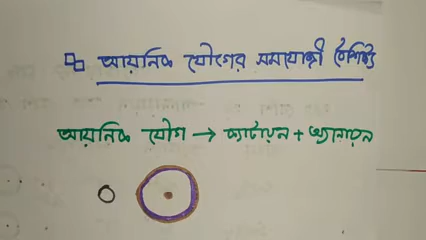 আয়নিক যৌগের সমযোজী বৈশিষ্ট্য
আয়নিক যৌগ → ক্যাটায়ন + অ্যানায়ন